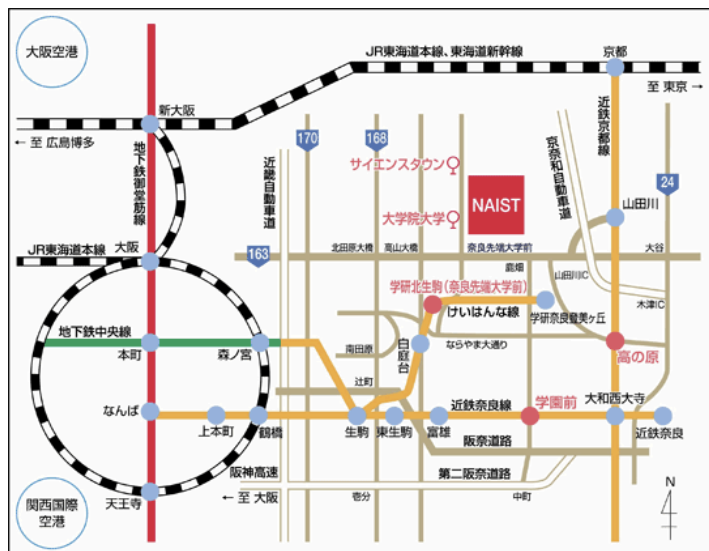 大阪空港
JR東海道本線、東海道新幹線
京都
至 東京 →
新大阪
← 至 広島博多
地下鉄御堂筋線
近畿自動車道
170
168
サイエンスタウン
NAIST
大学院大学
京奈和自動車道
近鉄京都線
24
山田川
JR東海道本線
大阪
163
北田原大橋
高山大橋
奈良先端大学前
大谷
鹿畑
山田川IC
木津IC
学研北生駒(奈良先端大学前)
けいはんな線
学研奈良登美ヶ丘
地下鉄中央線
本町
森ノ宮
南田原
白庭台
ならやま大通り
高の原
辻町
なんば
上本町
鶴橋
生駒
東生駒
富雄
近鉄奈良線
学園前
大和西大寺
近鉄奈良
阪奈道路
阪神高速
第二阪奈道路
← 至 大阪
壱分
中町
天王寺
関西国際
空港
N